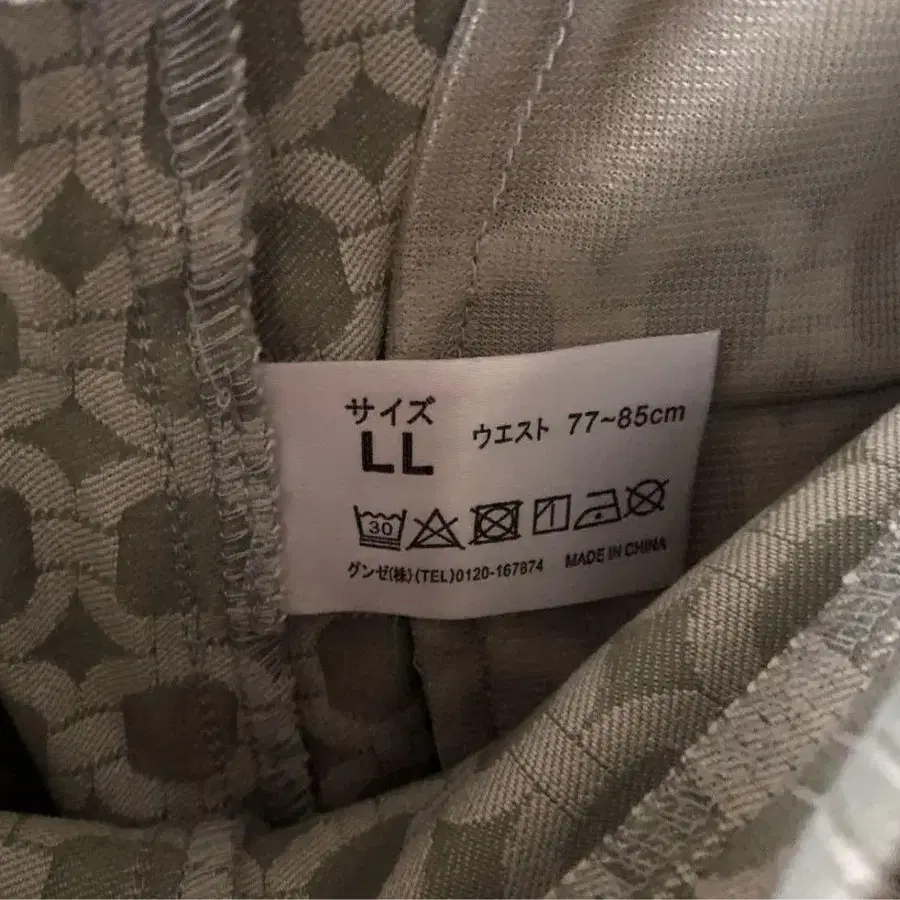 サイズ
LL
ウエスト 77~85cm
30
グンゼ(株)(TEL)0120-167874
MADE IN CHINA